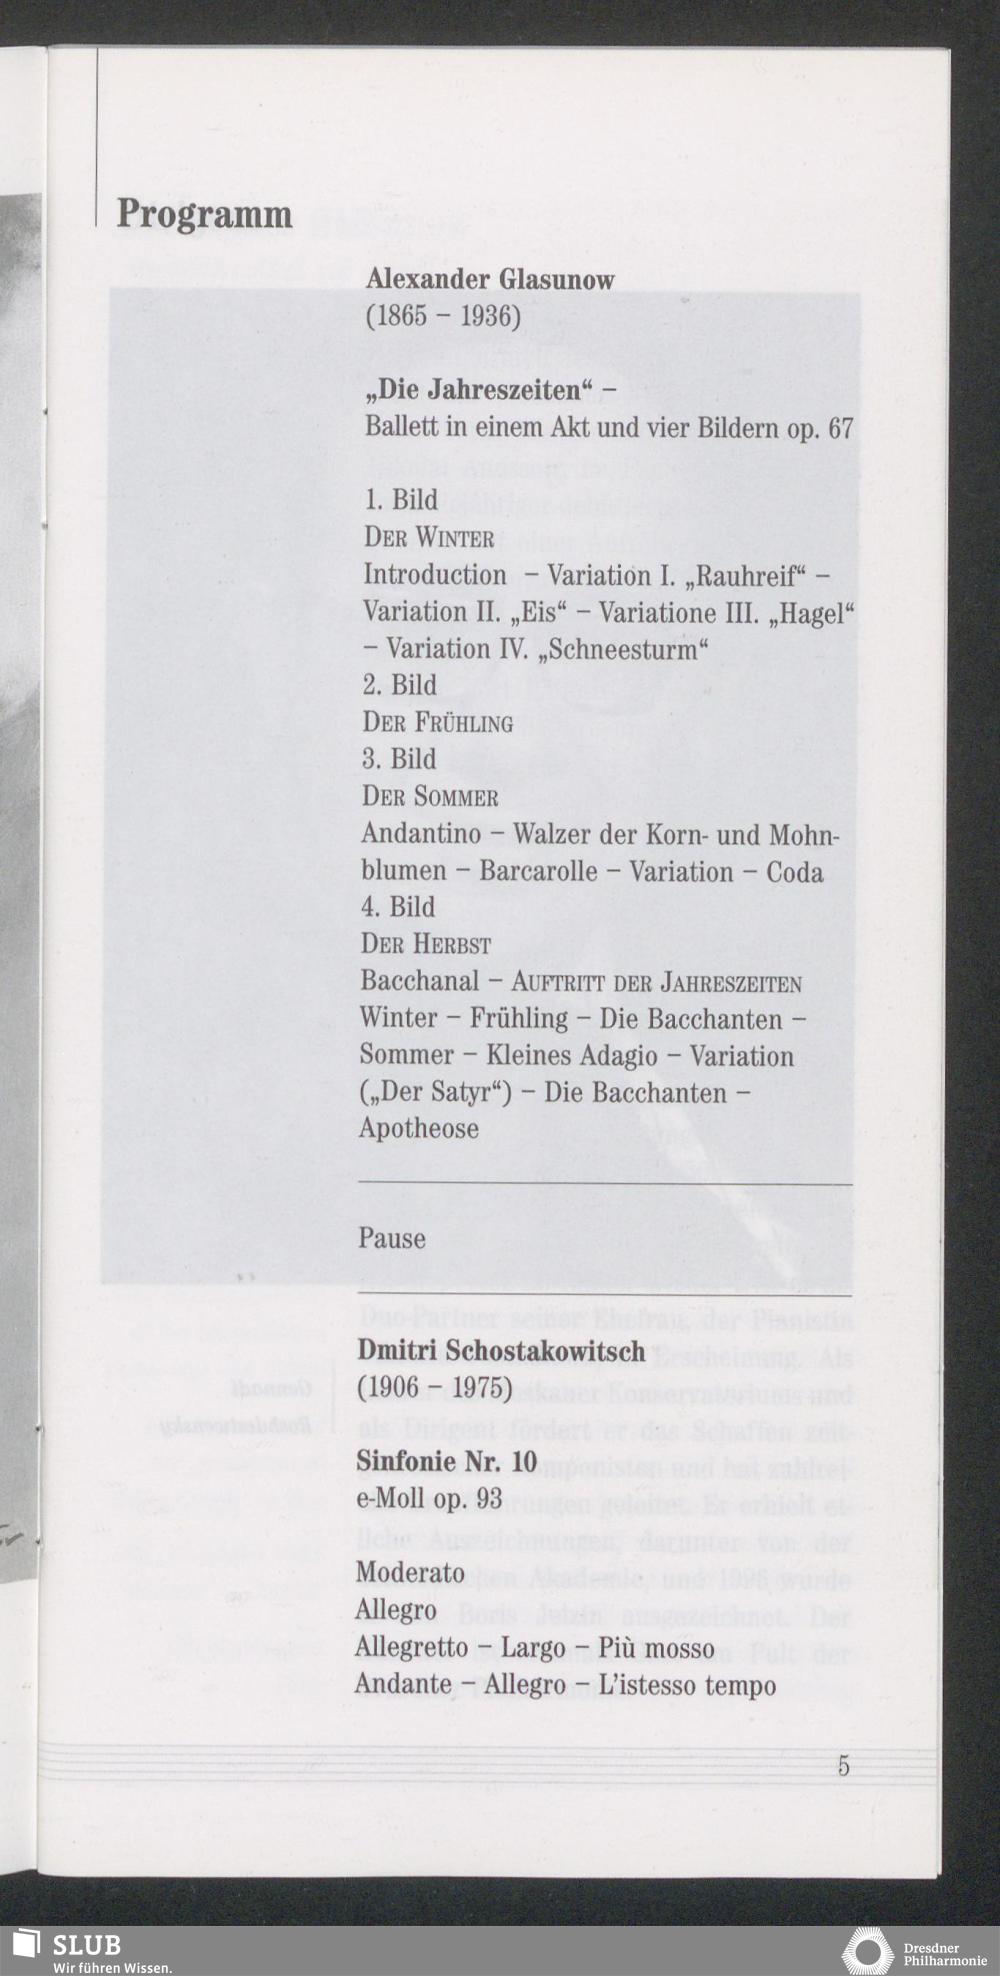 Programm
Alexander Glasunow
(1865 – 1936)
„Die Jahreszeiten“ –
Ballett in einem Akt und vier Bildern op. 67
1. Bild
DER WINTER
Introduction – Variation I. „Rauhreif“ –
Variation II. „Eis“ – Variatione III. „Hagel“
– Variation IV. „Schneesturm“
2. Bild
DER FRÜHLING
3. Bild
DER SOMMER
Andantino – Walzer der Korn- und Mohn-
blumen – Barcarolle – Variation – Coda
4. Bild
DER HERBST
Bacchanal – AUFTRITT DER JAHRESZEITEN
Winter – Frühling – Die Bacchanten –
Sommer – Kleines Adagio – Variation
(„Der Satyr“) – Die Bacchanten –
Apotheose
Pause
Dmitri Schostakowitsch
(1906 – 1975)
Sinfonie Nr. 10
e-Moll op. 93
Moderato
Allegro
Allegretto – Largo – Più mosso
Andante – Allegro – L'istesso tempo
5
SLUB
Wir führen Wissen.
Dresdner
Philharmonie